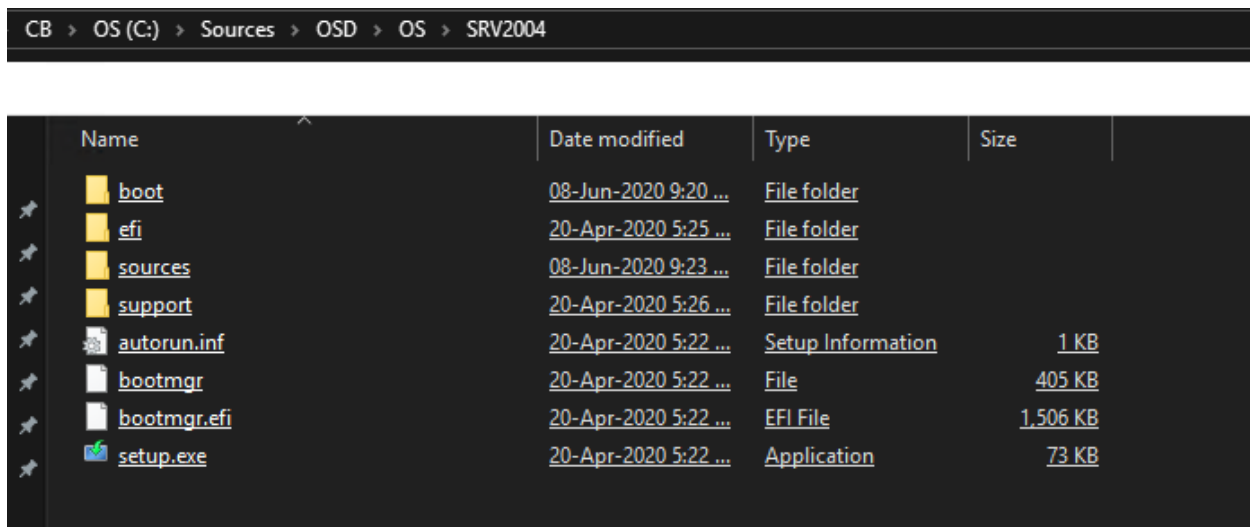 CB > OS (C:) > Sources > OSD > OS > SRV2004
Name Date modified Type Size
boot 08-Jun-2020 9:20 ... File folder
efi 20-Apr-2020 5:25 ... File folder
sources 08-Jun-2020 9:23 ... File folder
support 20-Apr-2020 5:26 ... File folder
autorun.inf 20-Apr-2020 5:22 ... Setup Information 1 KB
bootmgr 20-Apr-2020 5:22 ... File 405 KB
bootmgr.efi 20-Apr-2020 5:22 ... EFI File 1,506 KB
setup.exe 20-Apr-2020 5:22 ... Application 73 KB